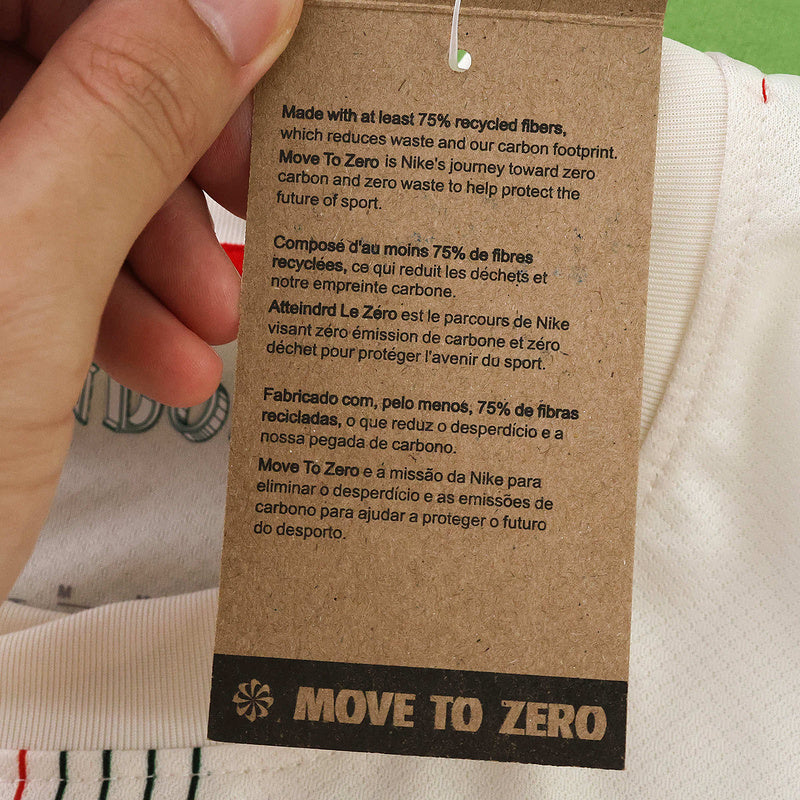 Made with at least 75% recycled fibers,
which reduces waste and our carbon footprint.
Move To Zero is Nike's journey toward zero
carbon and zero waste to help protect the
future of sport.
Composé d'au moins 75% de fibres
recyclées, ce qui reduit les déchets et
notre empreinte carbone.
Atteindrd Le Zéro est le parcours de Nike
visant zéro émission de carbone et zéro
déchet pour protéger l'avenir du sport.
Fabricado com, pelo menos, 75% de fibras
recicladas, o que reduz o desperdício e a
nossa pegada de carbono.
Move To Zero e á missão da Nike para
eliminar o desperdício e as emissões de
carbono para ajudar a proteger o futuro
do desporto.
MOVE TO ZERO
M